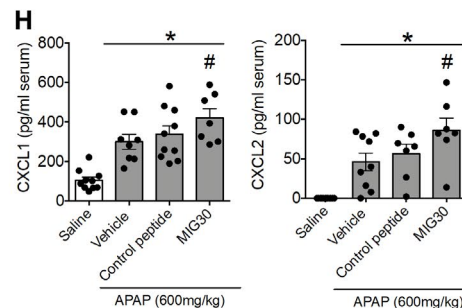 H
CXCL1 (pg/ml serum)
800
600
400
200
0
*
#
Saline
Vehicle
Control peptide
MIG30
APAP (600mg/kg)
CXCL2 (pg/ml serum)
200
150
100
50
0
*
#
Saline
Vehicle
Control peptide
MIG30
APAP (600mg/kg)